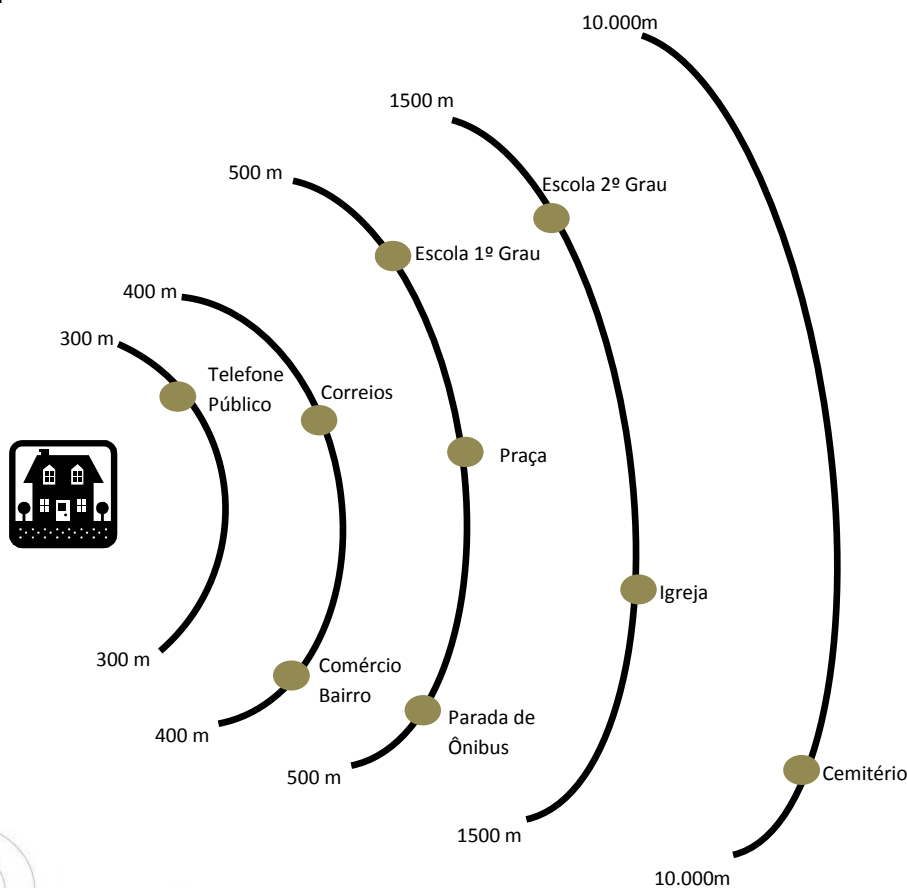 10.000m
1500 m
500 m
Escola 2º Grau
Escola 1º Grau
400 m
300 m
Telefone
Público
Correios
Praça
Igreja
300 m
Comércio
Bairro
400 m
Parada de
Ônibus
500 m
Cemitério
1500 m
10.000m